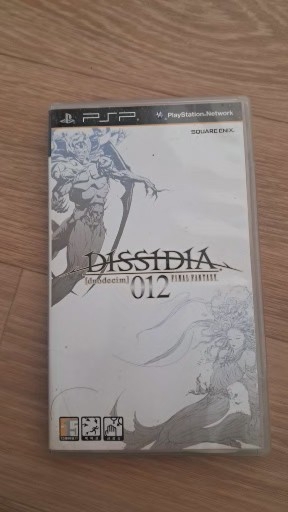 PSP
PlayStation Network
SQUARE ENIX
DISSIDIA
[duodecim] 012 FINAL FANTASY